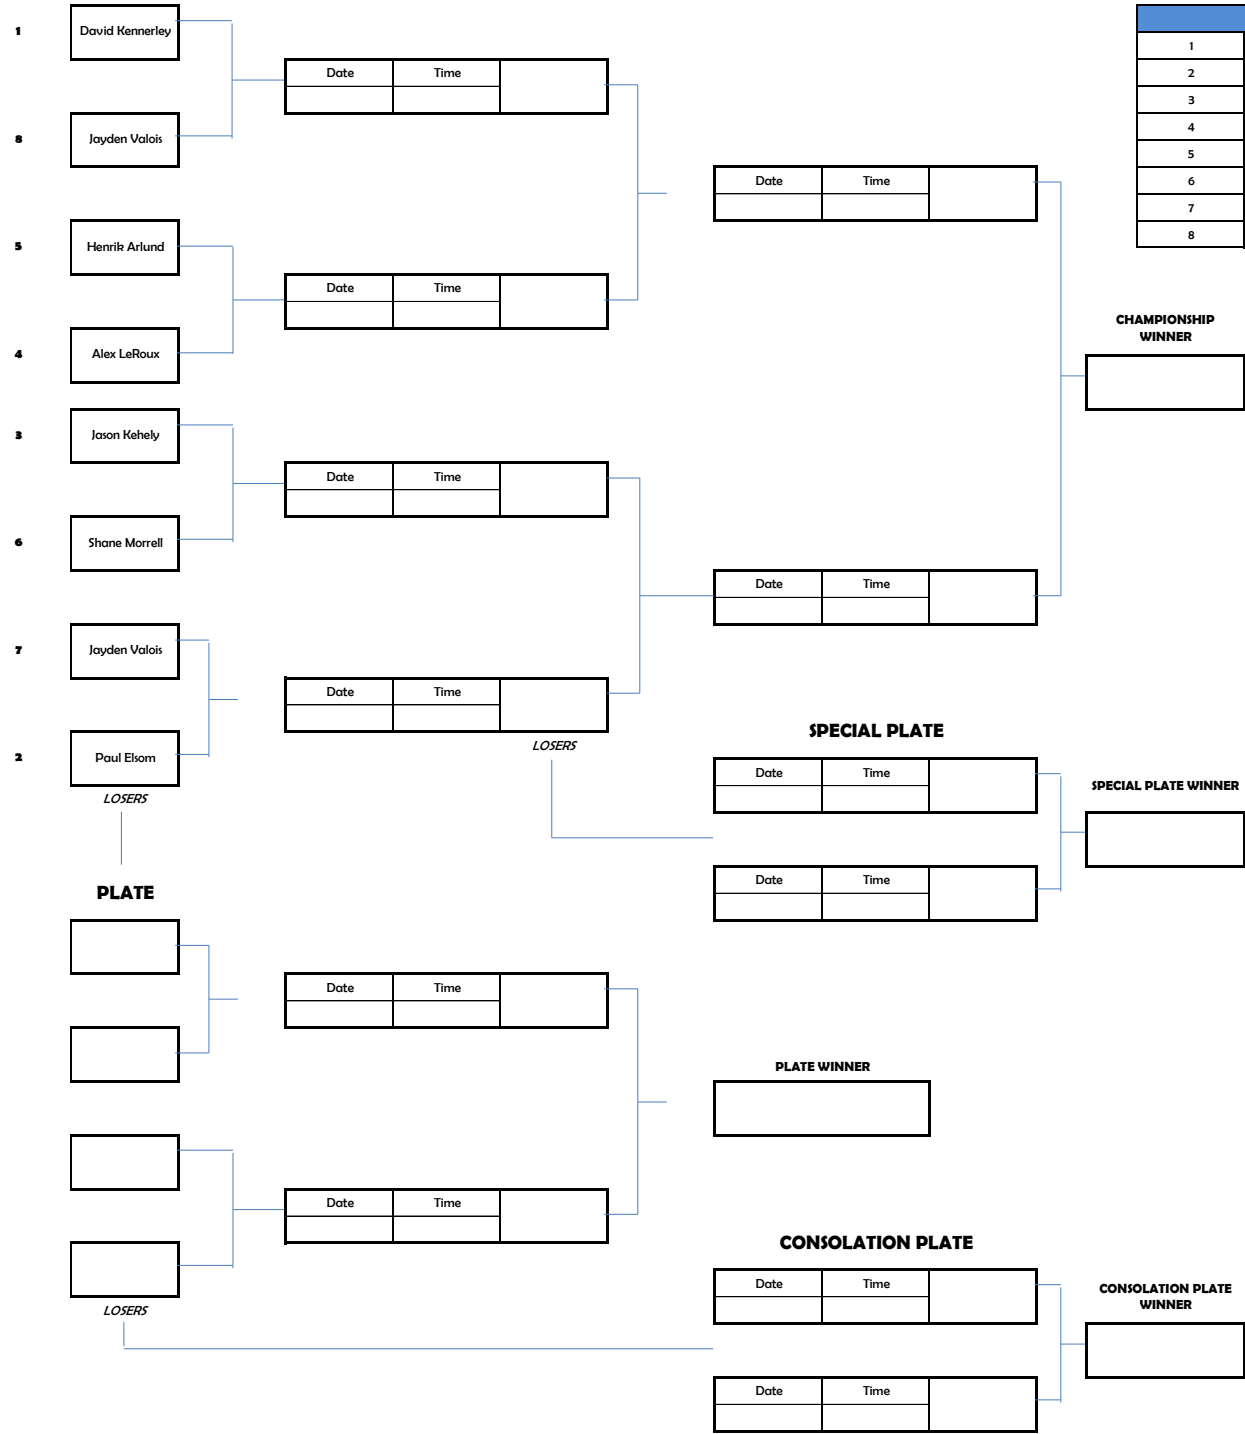 1 David Kennerley
1
Date Time
2
3
4
8 Jayden Valois
5
Date Time
6
7
8
5 Henrik Arlund
Date Time
CHAMPIONSHIP
WINNER
4 Alex LeRoux
3 Jason Kehely
Date Time
6 Shane Morrell
Date Time
7 Jayden Valois
Date Time
SPECIAL PLATE
LOSERS
2 Paul Elsom
Date Time
SPECIAL PLATE WINNER
LOSERS
Date Time
PLATE
Date Time
PLATE WINNER
Date Time
CONSOLATION PLATE
Date Time
CONSOLATION PLATE
WINNER
LOSERS
Date Time